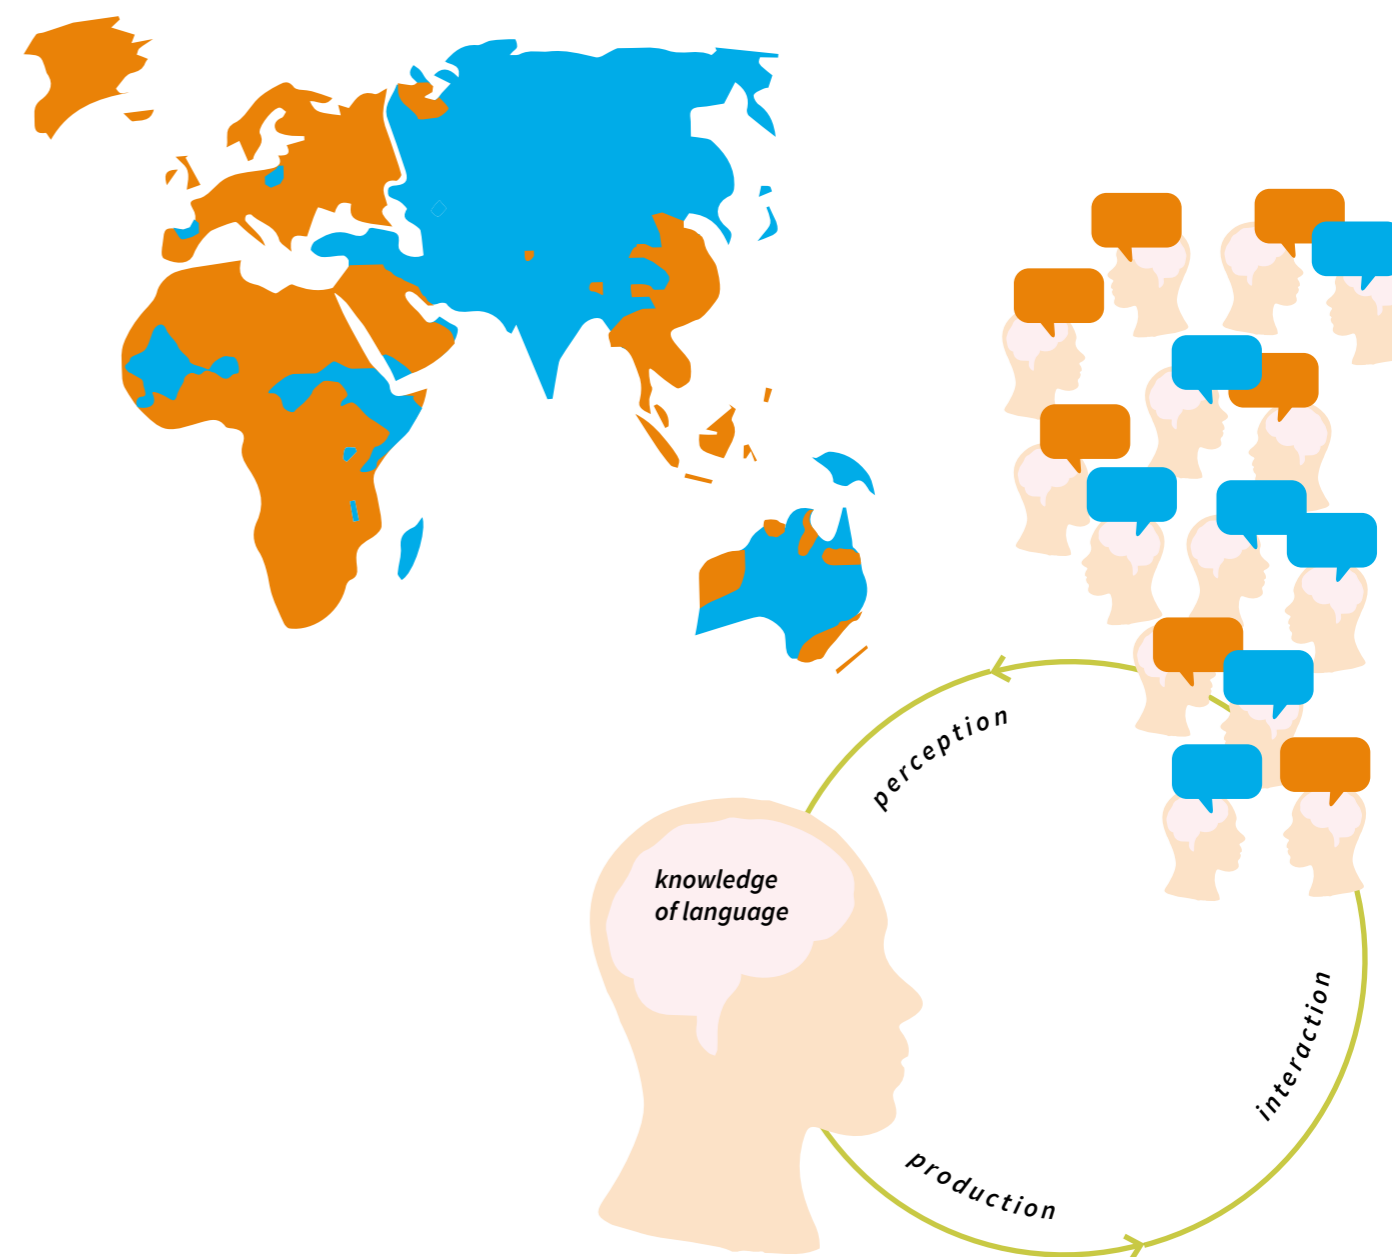 perception
knowledge
of language
interaction
production